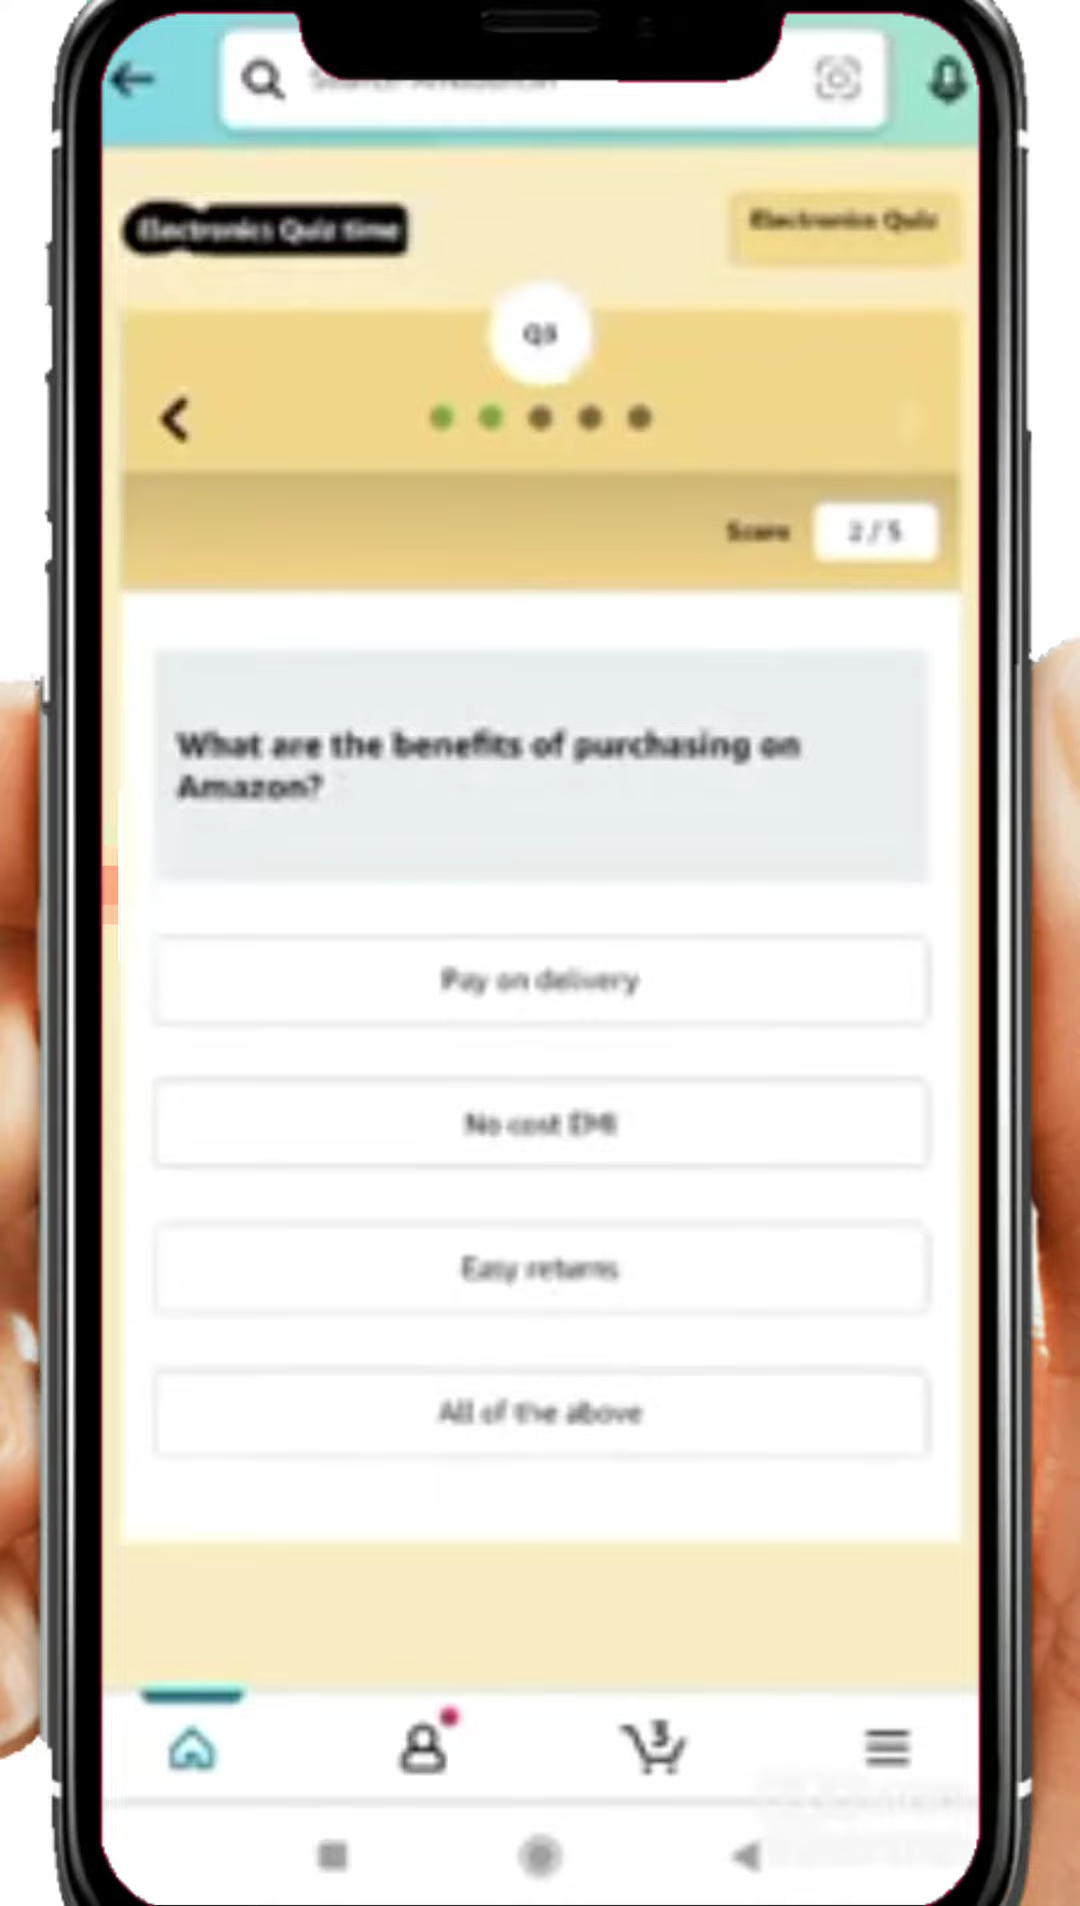 Electronics Quiz time
Electronics Quiz
Q3
Score
2 / 5
What are the benefits of purchasing on
Amazon?
Pay on delivery
No cost EMI
Easy returns
All of the above
3